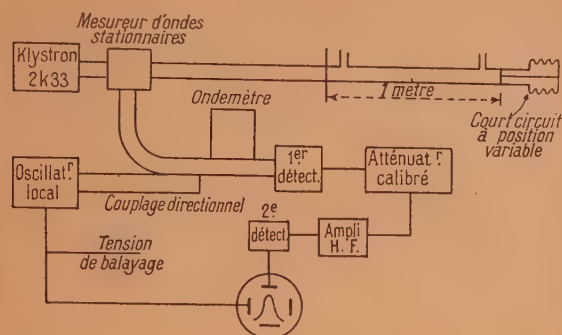 Mesureur d'ondes
stationnaires
Klystron
2k33
1 mètre
Ondemètre
Court circuit
à position
variable
1er
détect.
Atténuatr
calibré
Oscillatr
local
Couplage directionnel
2e
détect.
Ampli
H.F.
Tension
de balayage